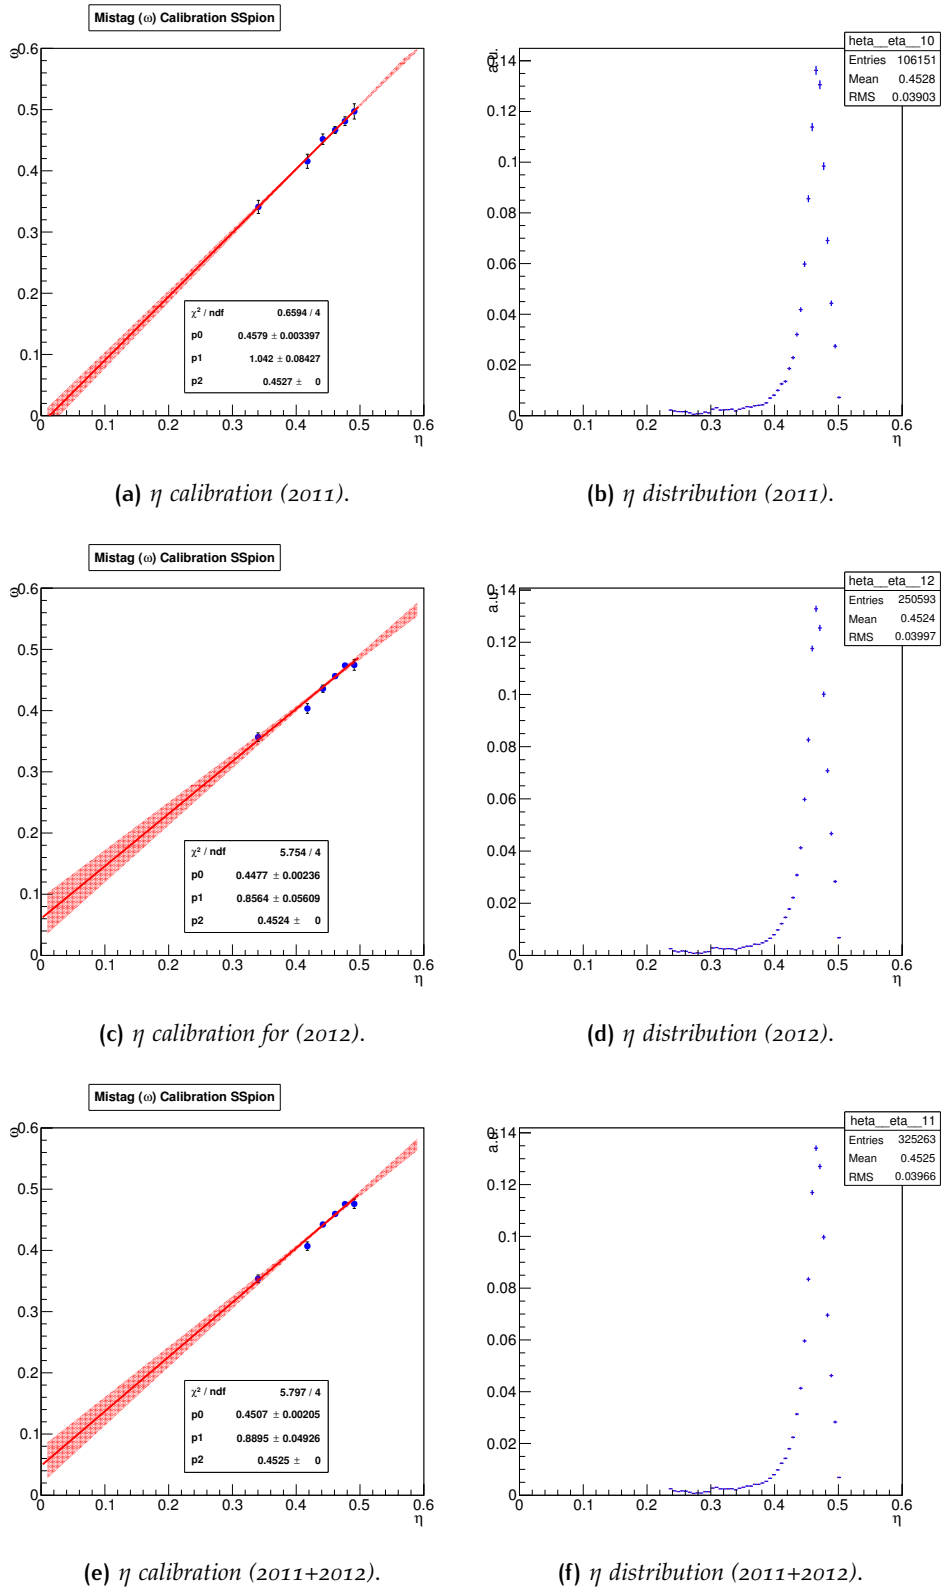 Mistag (ω) Calibration SSpion
ω
0.6
0.5
0.4
0.3
0.2
0.1
0
0 0.1 0.2 0.3 0.4 0.5 0.6
η
χ² / ndf 0.6594 / 4
p0 0.4579 ± 0.003397
p1 1.042 ± 0.08427
p2 0.4527 ± 0
a.u.
0.14
0.12
0.1
0.08
0.06
0.04
0.02
0
0 0.1 0.2 0.3 0.4 0.5 0.6
η
heta__eta__10
Entries 106151
Mean 0.4528
RMS 0.03903
(a) η calibration (2011).
(b) η distribution (2011).
Mistag (ω) Calibration SSpion
ω
0.6
0.5
0.4
0.3
0.2
0.1
0
0 0.1 0.2 0.3 0.4 0.5 0.6
η
χ² / ndf 5.754 / 4
p0 0.4477 ± 0.00236
p1 0.8564 ± 0.05609
p2 0.4524 ± 0
a.u.
0.14
0.12
0.1
0.08
0.06
0.04
0.02
0
0 0.1 0.2 0.3 0.4 0.5 0.6
η
heta__eta__12
Entries 250593
Mean 0.4524
RMS 0.03997
(c) η calibration for (2012).
(d) η distribution (2012).
Mistag (ω) Calibration SSpion
ω
0.6
0.5
0.4
0.3
0.2
0.1
0
0 0.1 0.2 0.3 0.4 0.5 0.6
η
χ² / ndf 5.797 / 4
p0 0.4507 ± 0.00205
p1 0.8895 ± 0.04926
p2 0.4525 ± 0
a.u.
0.14
0.12
0.1
0.08
0.06
0.04
0.02
0
0 0.1 0.2 0.3 0.4 0.5 0.6
η
heta__eta__11
Entries 325263
Mean 0.4525
RMS 0.03966
(e) η calibration (2011+2012).
(f) η distribution (2011+2012).